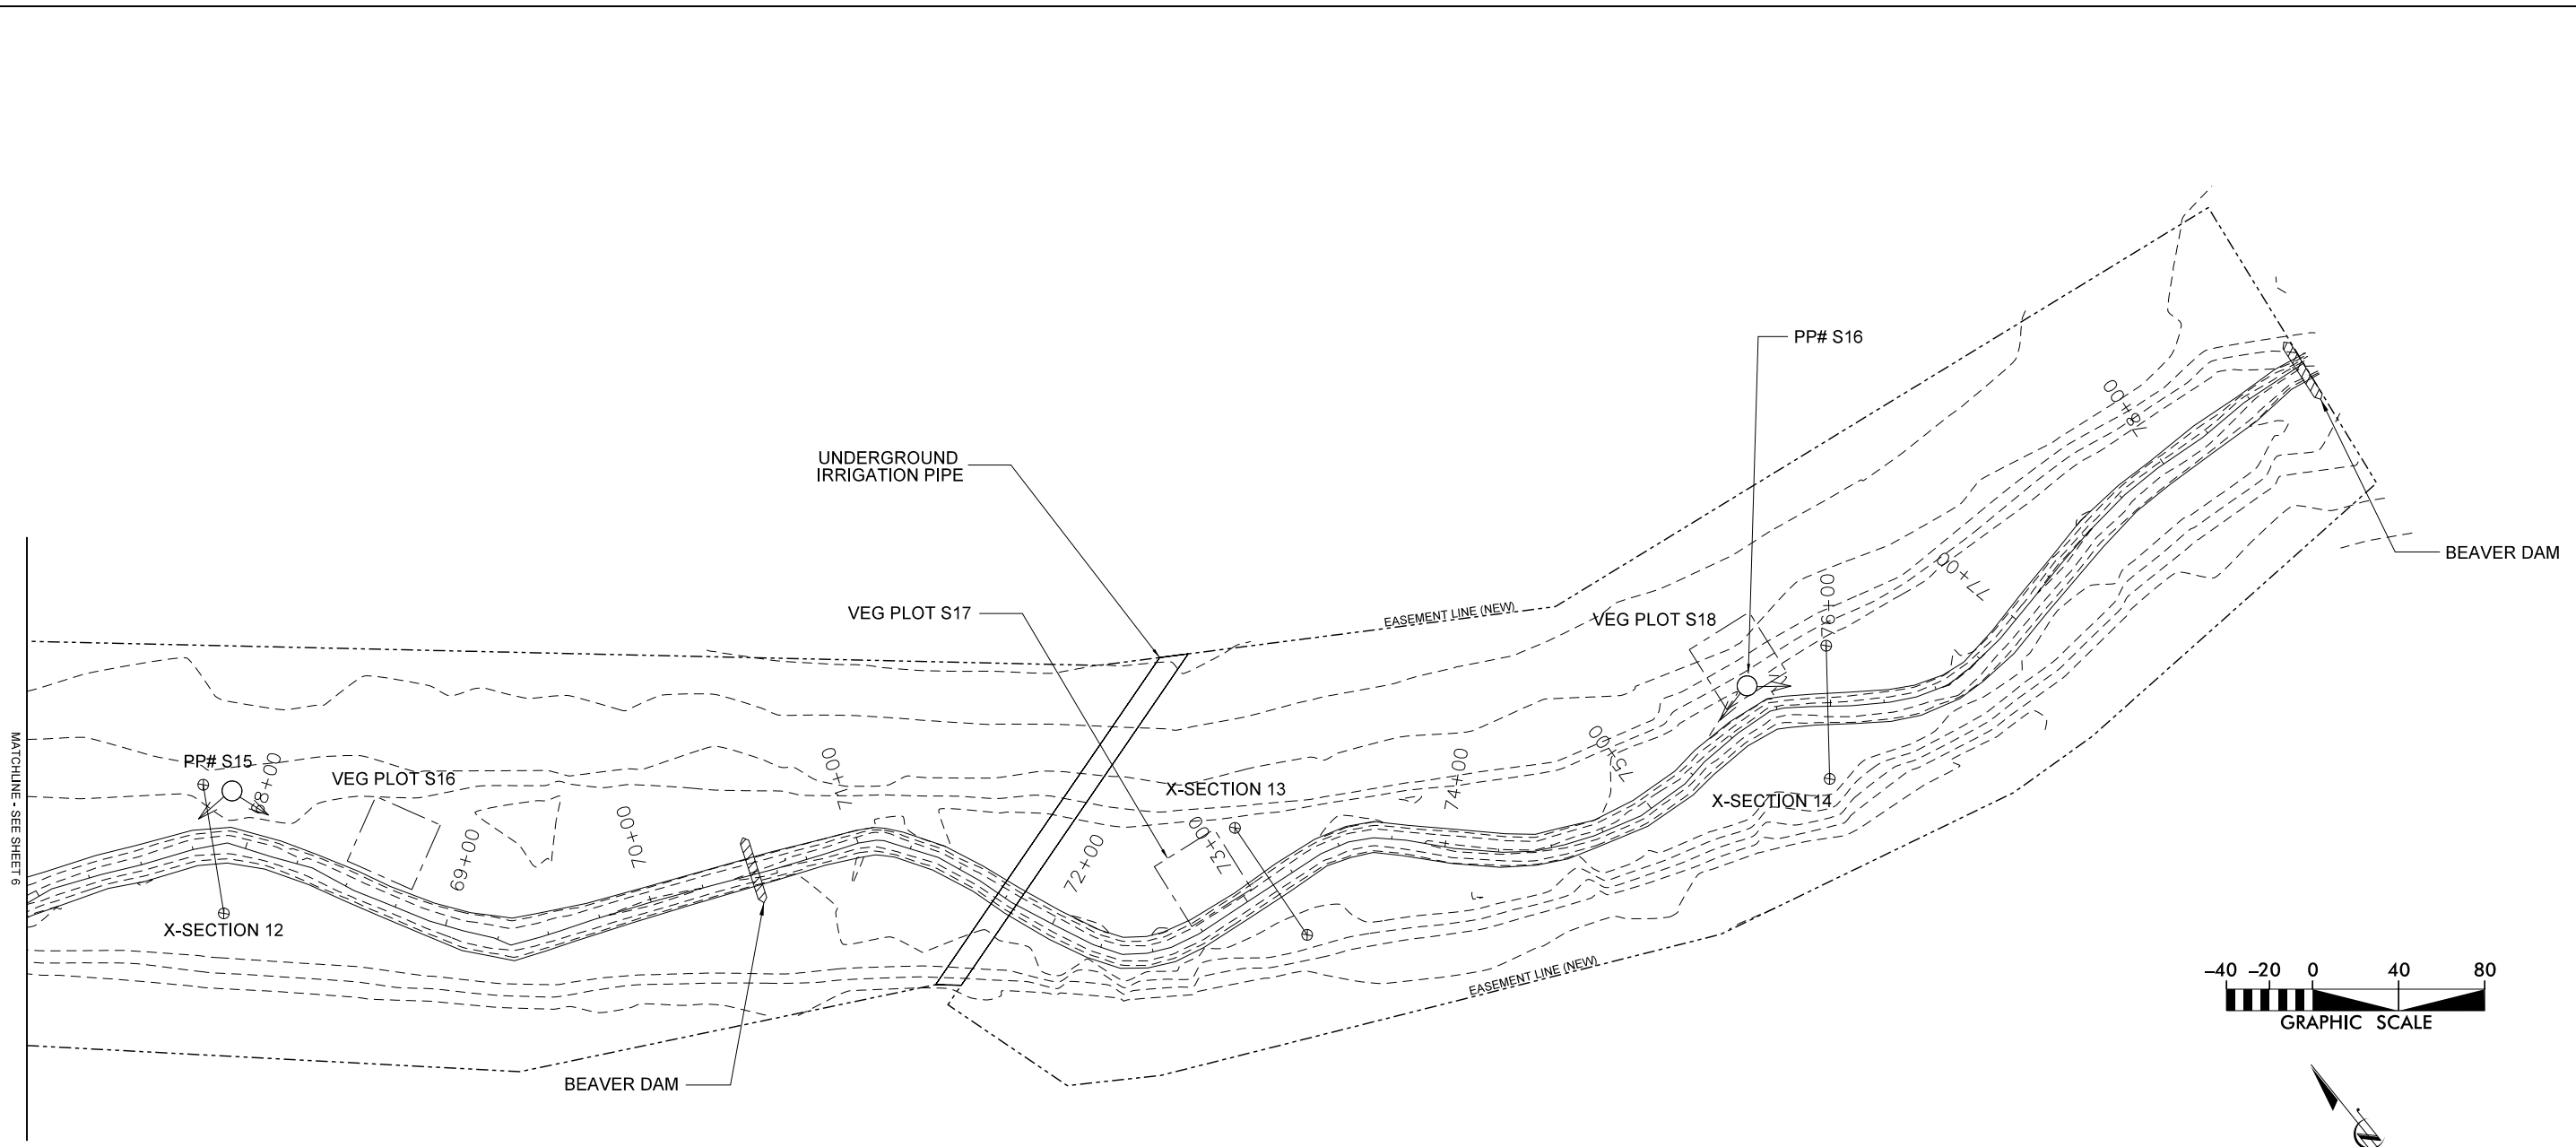 PP# S16
UNDERGROUND
IRRIGATION PIPE
78+00
BEAVER DAM
77+00
VEG PLOT S17
EASEMENT LINE (NEW)
VEG PLOT S18
76+00
MATCHLINE - SEE SHEET 6
PP# S15
68+00
VEG PLOT S16
69+00
70+00
71+00
72+00
X-SECTION 13
73+00
74+00
75+00
X-SECTION 14
X-SECTION 12
EASEMENT LINE (NEW)
BEAVER DAM
–40 –20 0 40 80
GRAPHIC SCALE